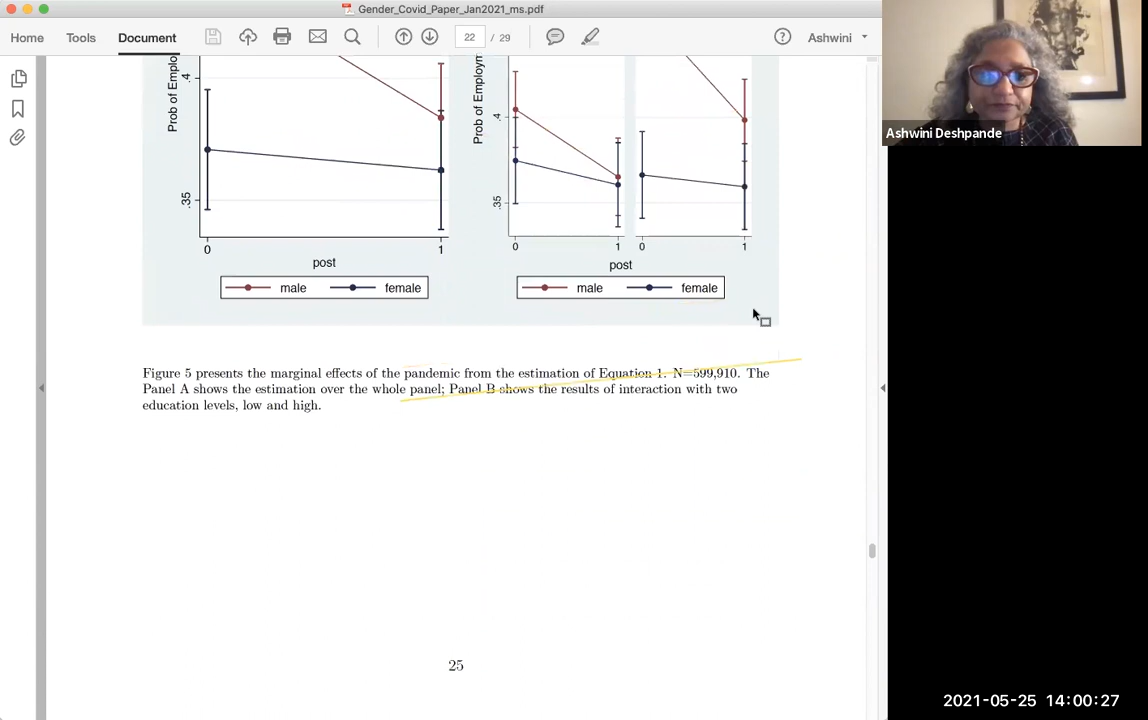 Gender_Covid_Paper_Jan2021_ms.pdf
Home Tools Document 22 / 29 Ashwini
Prob of Emplo
.4
.35
0 1
post
male female
Prob of Employm
.4
.35
0 1 0 1
post
male female
Figure 5 presents the marginal effects of the pandemic from the estimation of Equation 1. N=599,910. The
Panel A shows the estimation over the whole panel; Panel B shows the results of interaction with two
education levels, low and high.
25
Ashwini Deshpande
2021-05-25 14:00:27